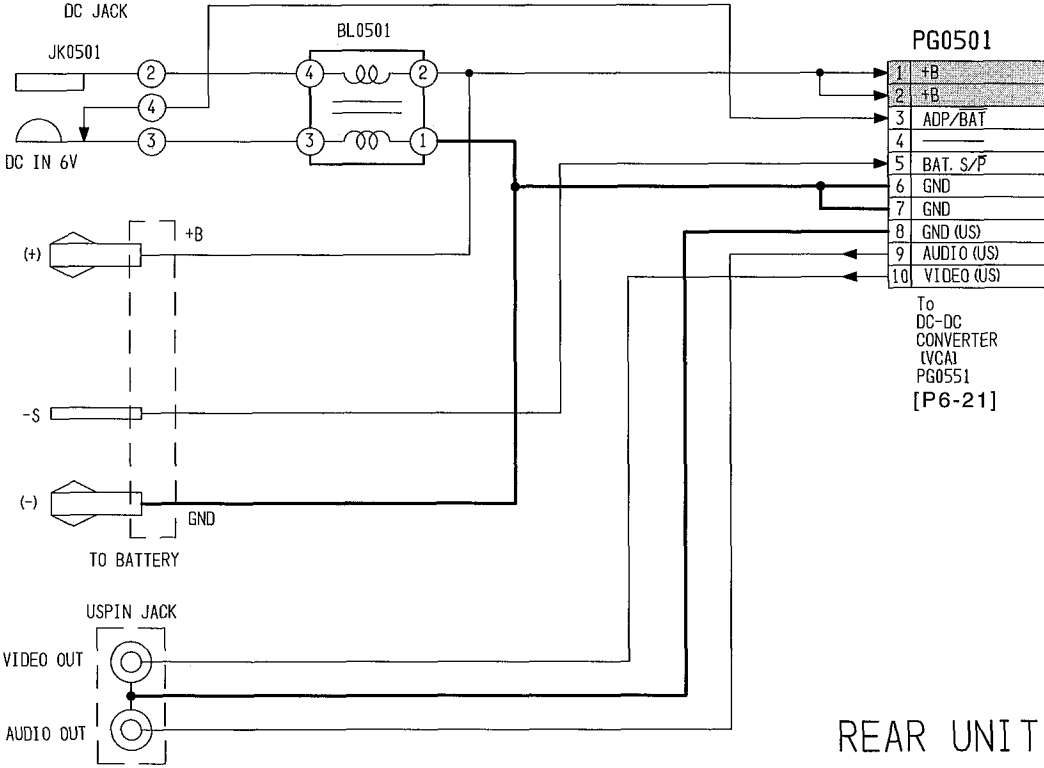 DC JACK
JK0501
2
4
3
DC IN 6V
BL0501
4
2
3
1
PG0501
1 +B
2 +B
3 ADP/B̅A̅T̅
4
5 BAT. S/P̅
6 GND
7 GND
8 GND (US)
9 AUDIO (US)
10 VIDEO (US)
To
DC-DC
CONVERTER
(VCA)
PG0551
[P6-21]
(+)
+B
-S
(-)
GND
TO BATTERY
USPIN JACK
VIDEO OUT
AUDIO OUT
REAR UNIT